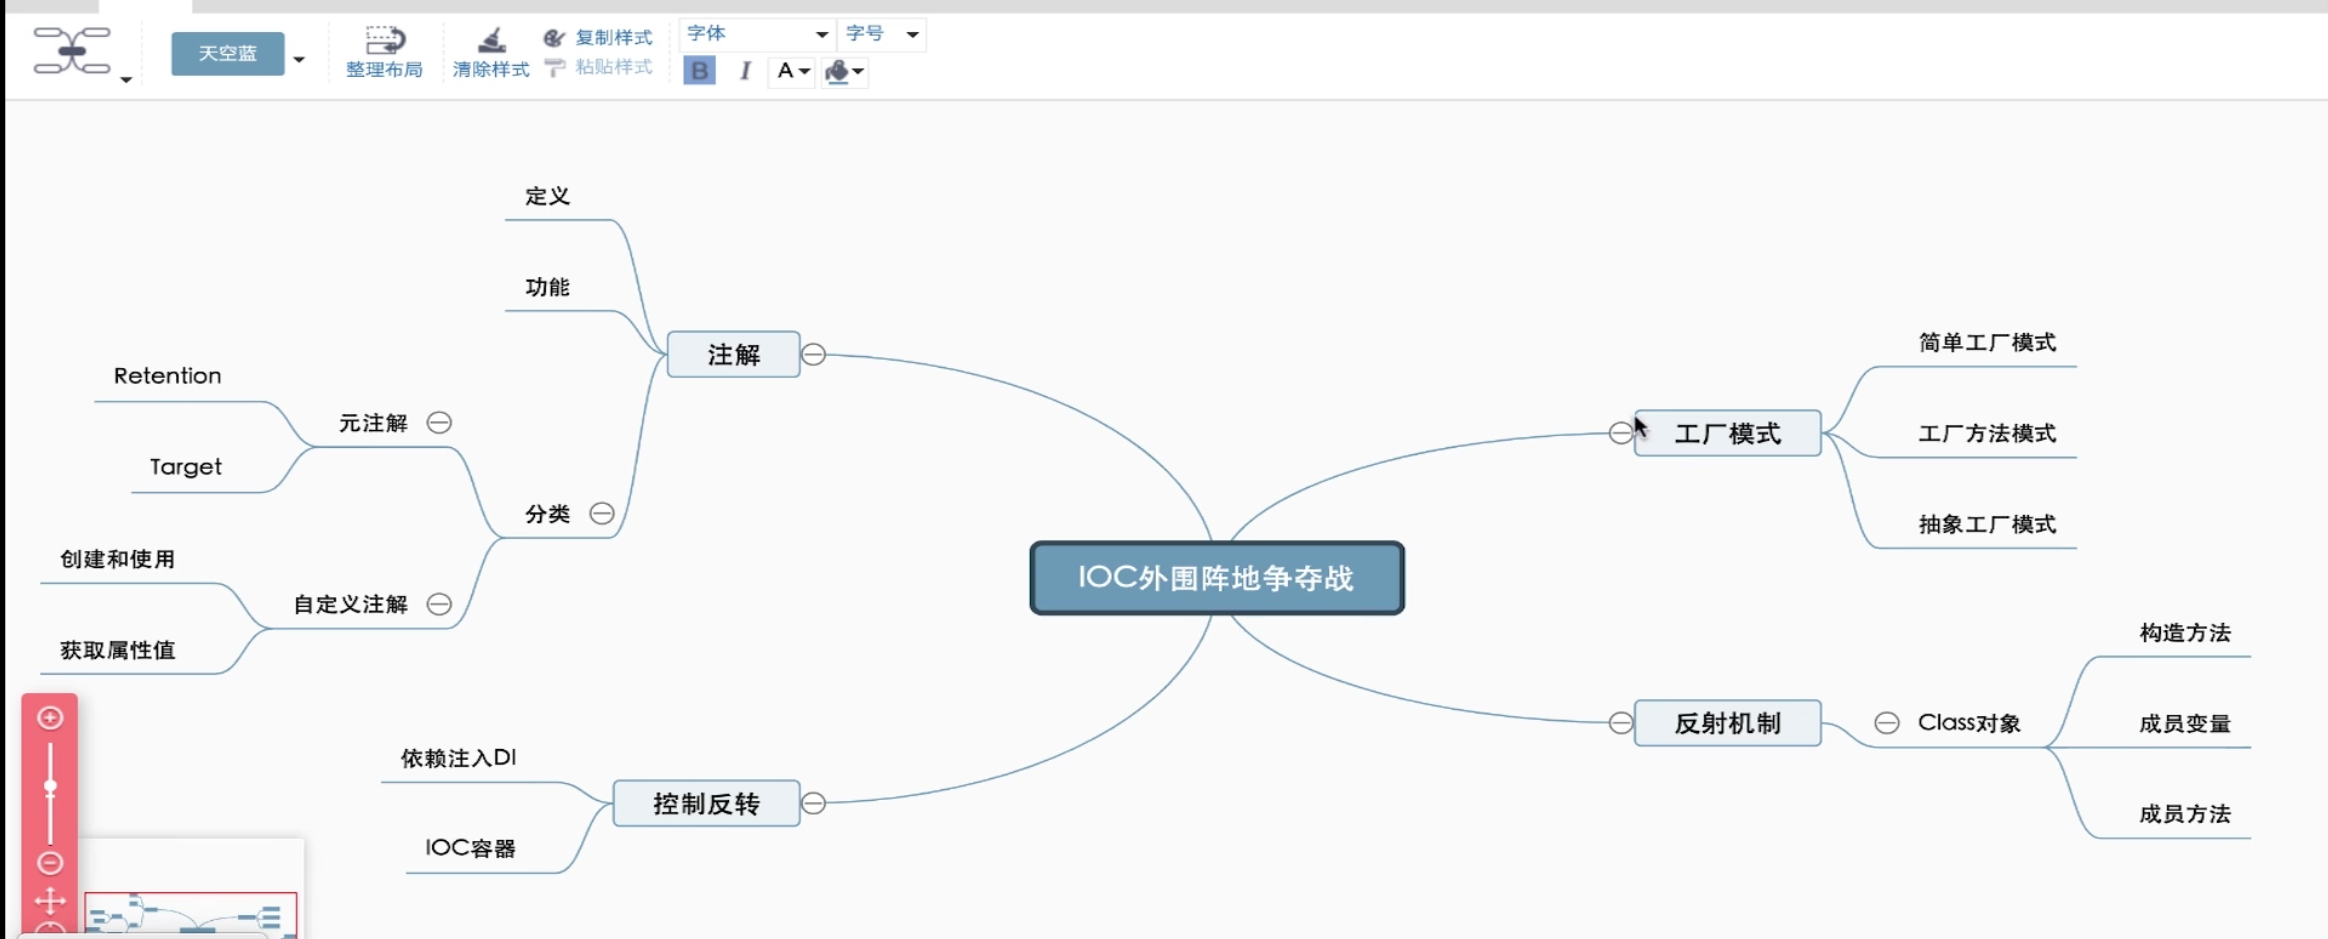 天空蓝
整理布局
清除样式
复制样式
粘贴样式
字体
字号
B
I
A
定义
功能
注解
Retention
元注解
Target
分类
创建和使用
自定义注解
获取属性值
依赖注入DI
控制反转
IOC容器
IOC外围阵地争夺战
简单工厂模式
工厂模式
工厂方法模式
抽象工厂模式
构造方法
反射机制
Class对象
成员变量
成员方法